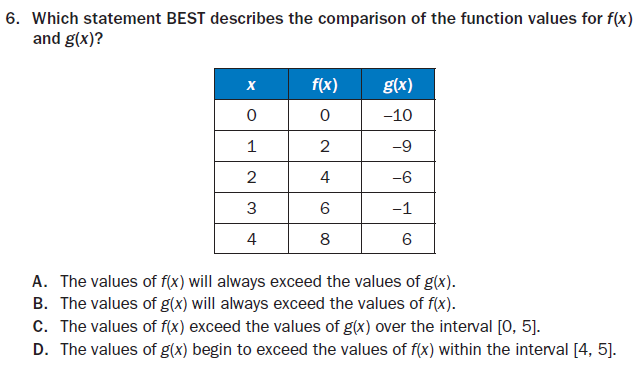 6. Which statement BEST describes the comparison of the function values for f(x)
and g(x)?
x f(x) g(x)
0 0 –10
1 2 –9
2 4 –6
3 6 –1
4 8 6
A. The values of f(x) will always exceed the values of g(x).
B. The values of g(x) will always exceed the values of f(x).
C. The values of f(x) exceed the values of g(x) over the interval [0, 5].
D. The values of g(x) begin to exceed the values of f(x) within the interval [4, 5].